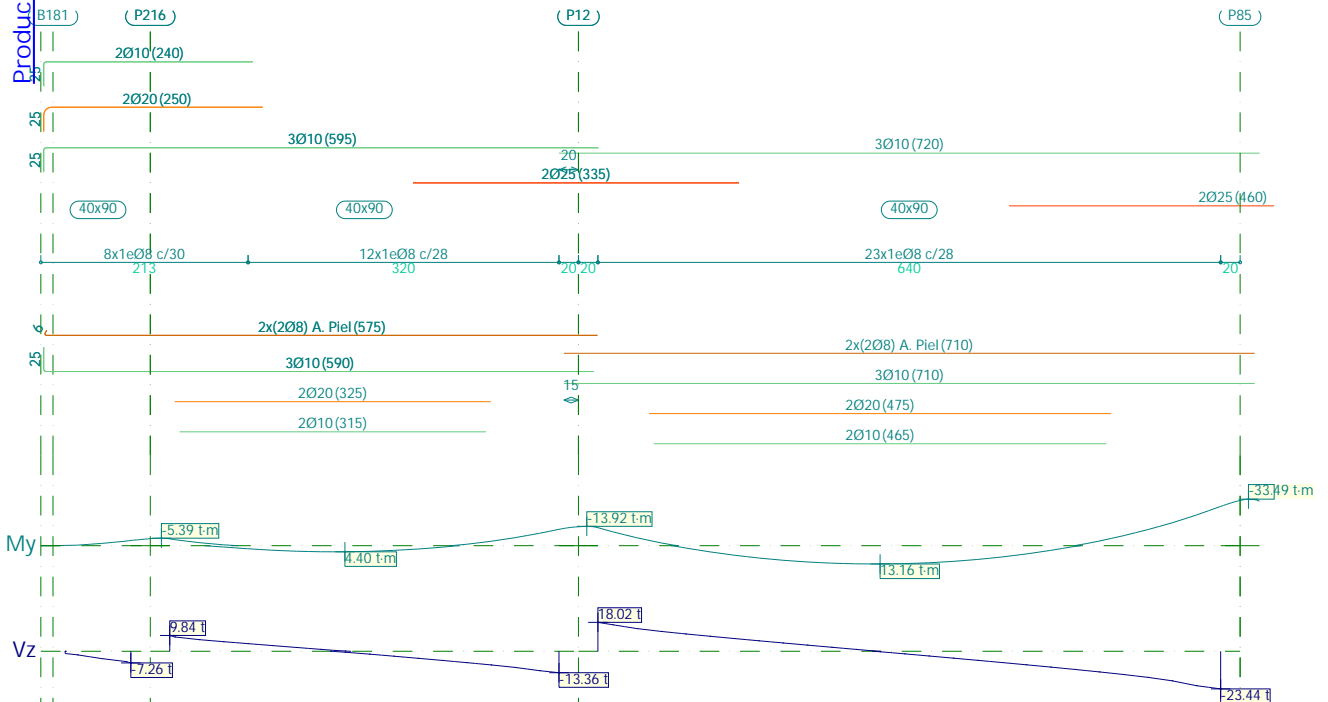 Produc
B181
P216
P12
P85
2Ø10 (240)
25
2Ø20 (250)
25
3Ø10 (595)
3Ø10 (720)
25
20
2Ø25 (335)
2Ø25 (460)
40x90
40x90
40x90
8x1eØ8 c/30
12x1eØ8 c/28
23x1eØ8 c/28
213
320
20
20
640
20
6
2x(2Ø8) A. Piel (575)
2x(2Ø8) A. Piel (710)
25
3Ø10 (590)
3Ø10 (710)
15
2Ø20 (325)
2Ø20 (475)
2Ø10 (315)
2Ø10 (465)
My
-5.39 t·m
4.40 t·m
-13.92 t·m
13.16 t·m
-33.49 t·m
Vz
-7.26 t
9.84 t
-13.36 t
18.02 t
-23.44 t